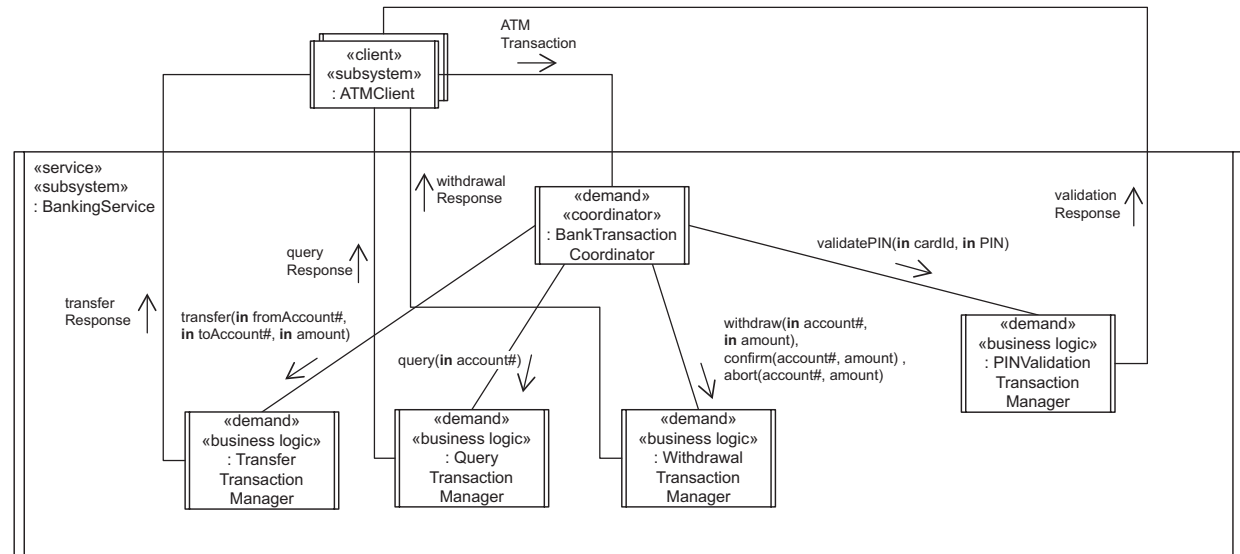 ATM
Transaction
«client»
«subsystem»
: ATMClient
«service»
«subsystem»
: BankingService
withdrawal
Response
«demand»
«coordinator»
: BankTransaction
Coordinator
validation
Response
validatePIN(in cardId, in PIN)
query
Response
transfer
Response
transfer(in fromAccount#,
in toAccount#, in amount)
query(in account#)
withdraw(in account#,
in amount),
confirm(account#, amount) ,
abort(account#, amount)
«demand»
«business logic»
: PINValidation
Transaction
Manager
«demand»
«business logic»
: Transfer
Transaction
Manager
«demand»
«business logic»
: Query
Transaction
Manager
«demand»
«business logic»
: Withdrawal
Transaction
Manager